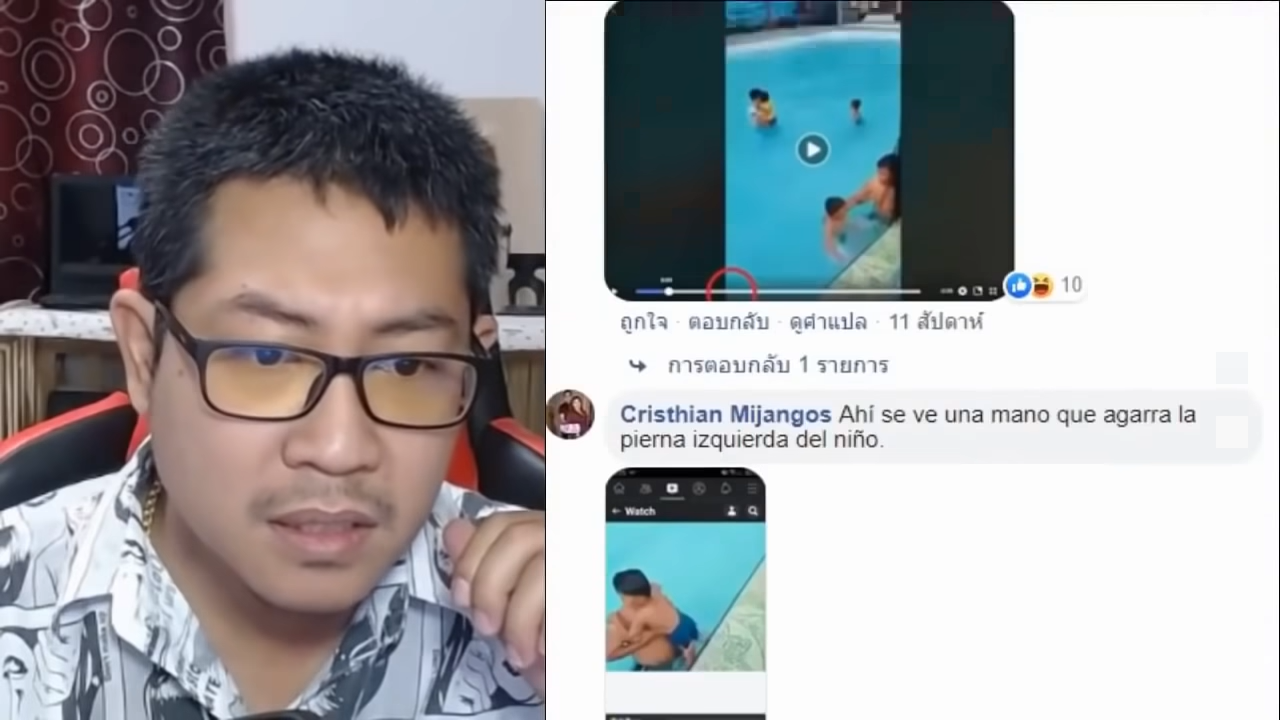 10
ถูกใจ · ตอบกลับ · ดูคำแปล · 11 สัปดาห์
การตอบกลับ 1 รายการ
Cristhian Mijangos Ahí se ve una mano que agarra la
pierna izquierda del niño.
Watch